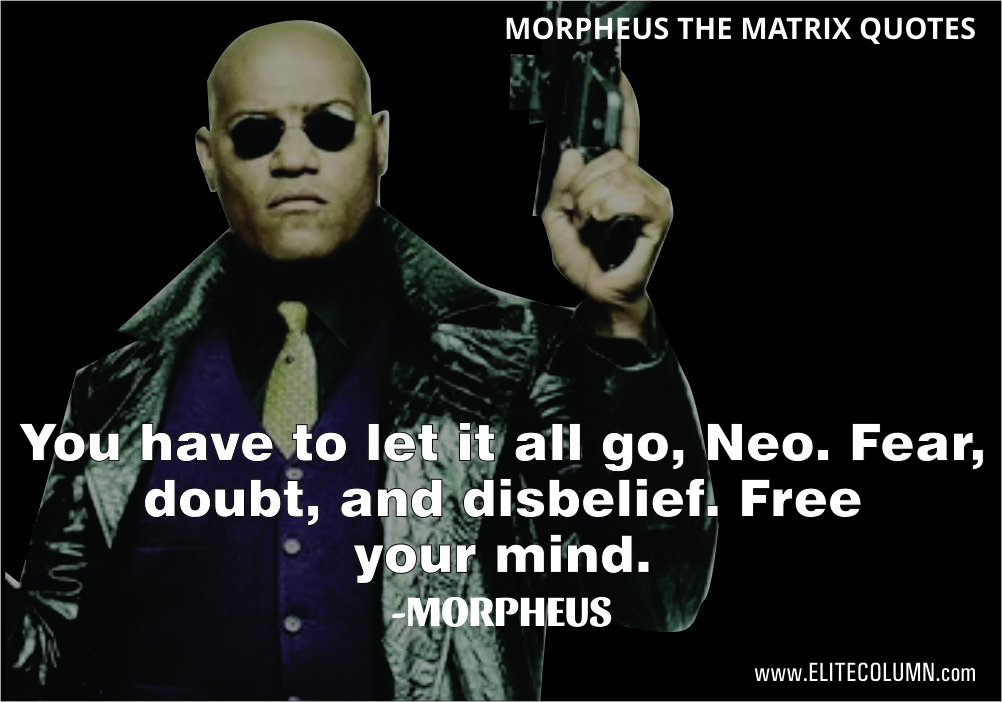 MORPHEUS THE MATRIX QUOTES
You have to let it all go, Neo. Fear,
doubt, and disbelief. Free
your mind.
-MORPHEUS
www.ELITECOLUMN.com